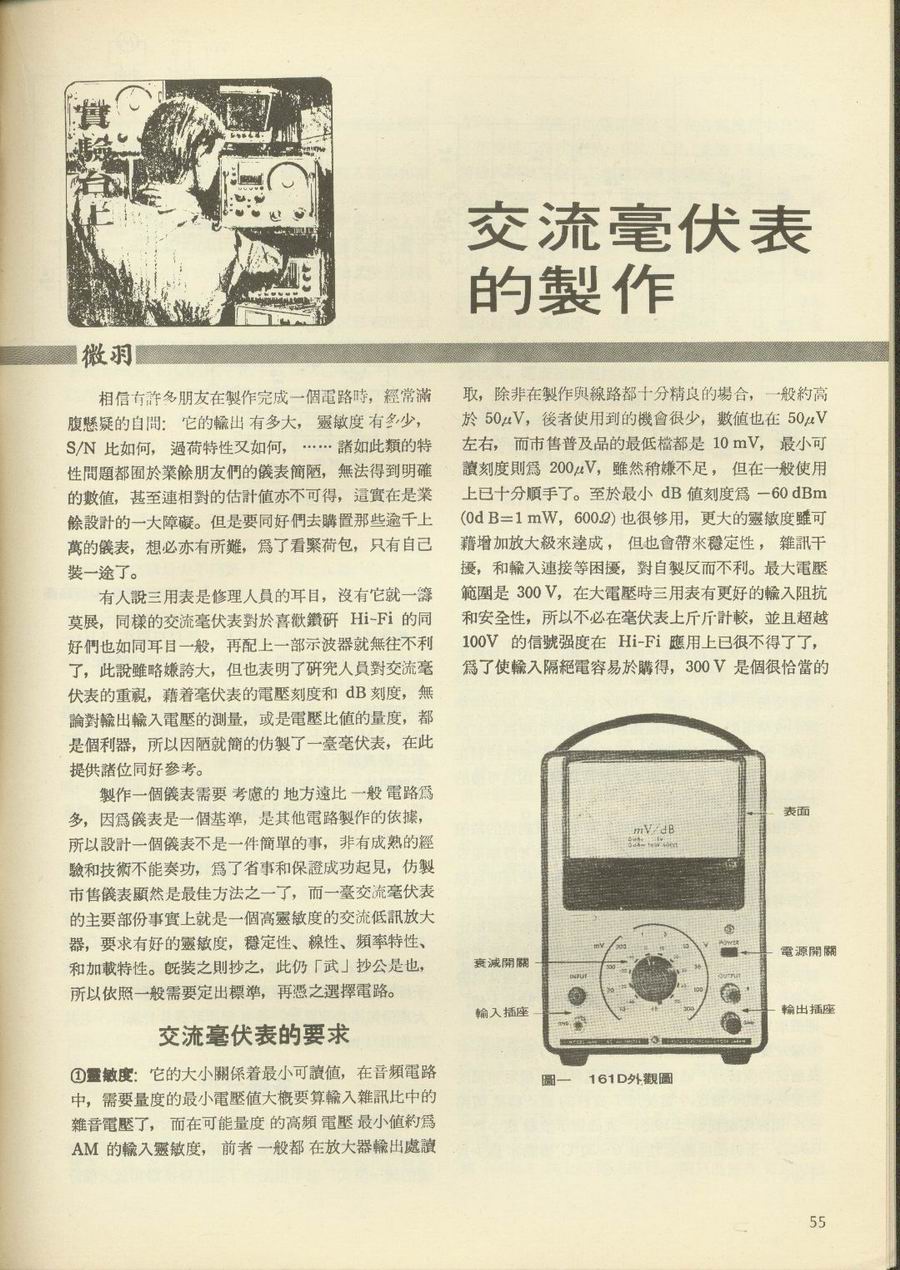 實驗台上
交流毫伏表
的製作
微羽
相信有許多朋友在製作完成一個電路時，經常滿
腹懸疑的自問：它的輸出有多大，靈敏度有多少，
S/N 比如何，過荷特性又如何，……諸如此類的特
性問題都囿於業餘朋友們的儀表簡陋，無法得到明確
的數値，甚至連相對的估計値亦不可得，這實在是業
餘設計的一大障礙。但是要同好們去購置那些逾千上
萬的儀表，想必亦有所難，爲了看緊荷包，只有自己
裝一途了。
有人說三用表是修理人員的耳目，沒有它就一籌
莫展，同樣的交流毫伏表對於喜歡鑽硏 Hi-Fi 的同
好們也如同耳目一般，再配上一部示波器就無往不利
了，此說雖略嫌誇大，但也表明了硏究人員對交流毫
伏表的重視，藉着毫伏表的電壓刻度和 dB 刻度，無
論對輸出輸入電壓的測量，或是電壓比値的量度，都
是個利器，所以因陋就簡的仿製了一臺毫伏表，在此
提供諸位同好參考。
製作一個儀表需要考慮的地方遠比一般電路爲
多，因爲儀表是一個基準，是其他電路製作的依據，
所以設計一個儀表不是一件簡單的事，非有成熟的經
驗和技術不能奏功，爲了省事和保證成功起見，仿製
市售儀表顯然是最佳方法之一了，而一臺交流毫伏表
的主要部份事實上就是一個高靈敏度的交流低訊放大
器，要求有好的靈敏度，穩定性、線性、頻率特性、
和加載特性。旣裝之則抄之，此仍「武」抄公是也，
所以依照一般需要定出標準，再憑之選擇電路。
交流毫伏表的要求
①靈敏度：它的大小關係着最小可讀値，在音頻電路
中，需要量度的最小電壓値大概要算輸入雜訊比中的
雜音電壓了，而在可能量度的高頻電壓最小値約爲
AM 的輸入靈敏度，前者一般都在放大器輸出處讀
取，除非在製作與線路都十分精良的場合，一般約高
於 50μV，後者使用到的機會很少，數値也在 50μV
左右，而市售普及品的最低檔都是 10 mV，最小可
讀刻度則爲 200μV，雖然稍嫌不足，但在一般使用
上已十分順手了。至於最小 dB 値刻度爲 －60 dBm
(0d B=1 mW，600Ω) 也很够用，更大的靈敏度雖可
藉增加放大級來達成，但也會帶來穩定性，雜訊干
擾，和輸入連接等困擾，對自製反而不利。最大電壓
範圍是 300 V，在大電壓時三用表有更好的輸入阻抗
和安全性，所以不必在毫伏表上斤斤計較，並且超越
100V 的信號强度在 Hi-Fi 應用上已很不得了了，
爲了使輸入隔絕電容易於購得，300 V 是個很恰當的
mV/dB
表面
mV
V
POWER
電源開關
衰減開關
INPUT
OUTPUT
輸入插座
輸出插座
圖一 161D外觀圖
55